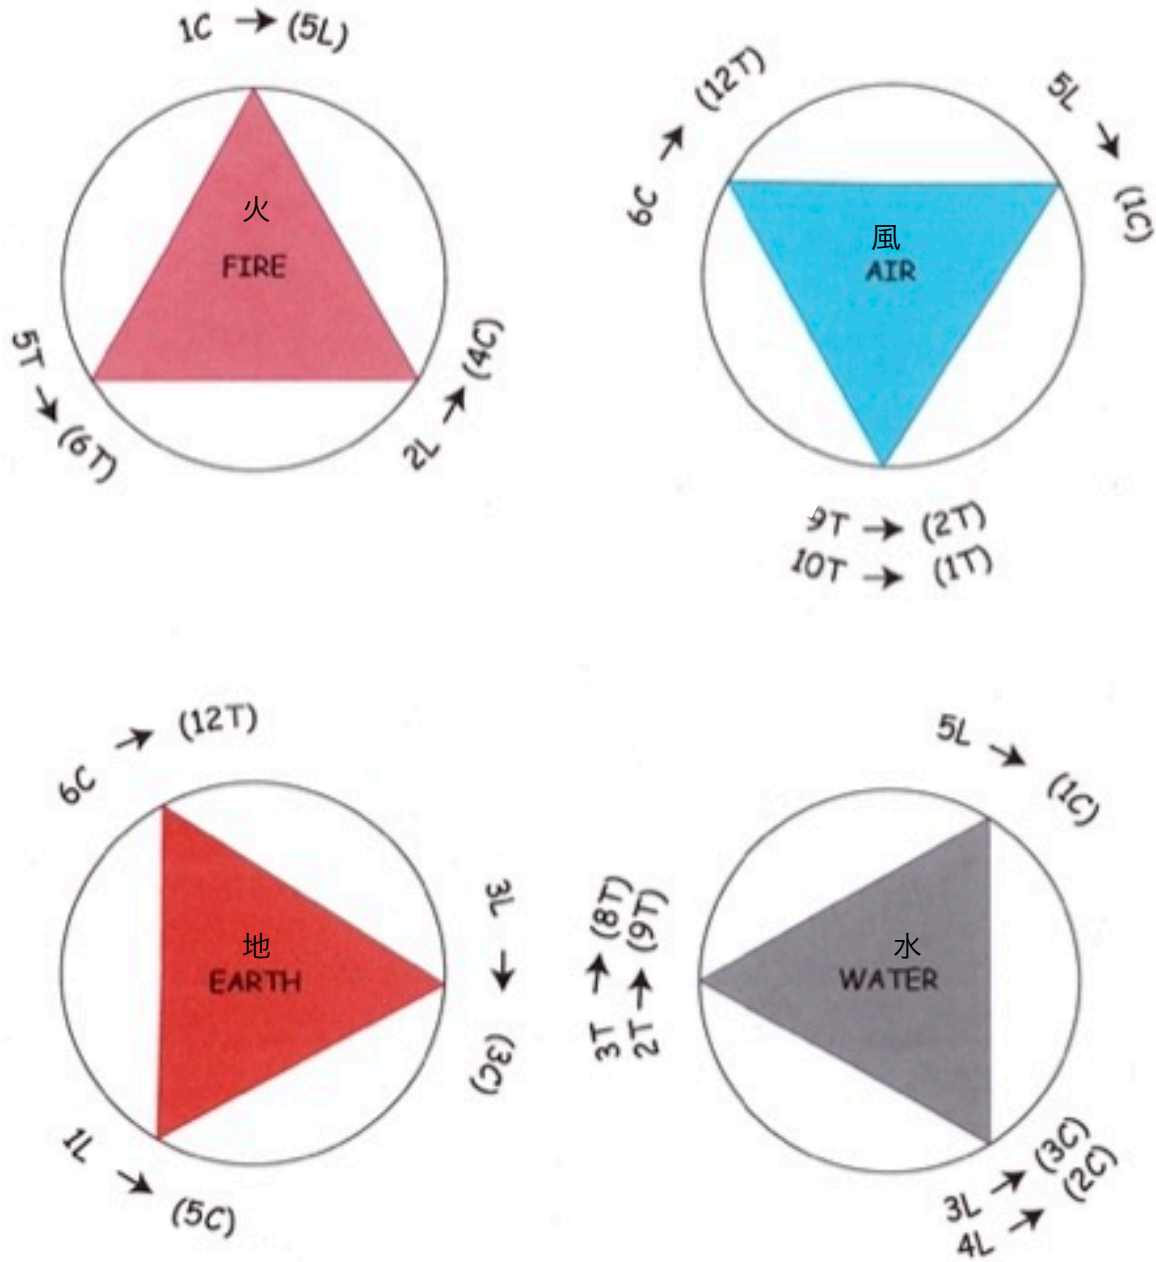 1C → (5L)
火
FIRE
5T → (6T)
2L → (4C)
6C → (12T)
5L → (1C)
風
AIR
9T → (2T)
10T → (1T)
6C → (12T)
地
EARTH
3L → (3C)
1L → (5C)
5L → (1C)
3T → (8T)
2T → (9T)
水
WATER
3L → (3C)
4L → (2C)